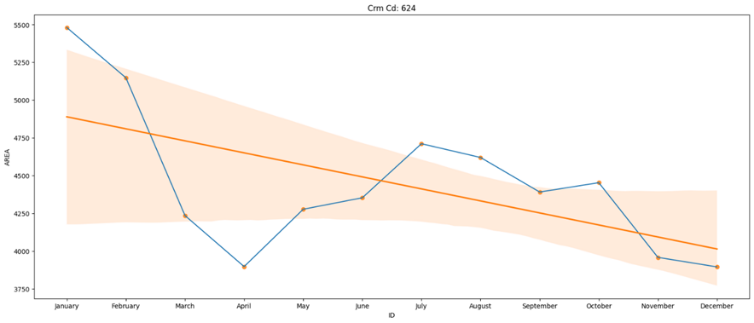 Crm Cd: 624
5500
5250
5000
4750
4500
4250
4000
3750
AREA
January February March April May June July August September October November December
ID